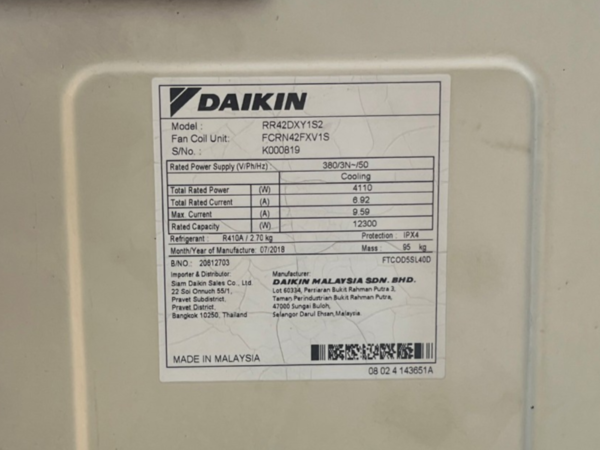 DAIKIN
Model : RR42DXY1S2
Fan Coil Unit: FCRN42FXV1S
S/No. : K000819
Rated Power Supply (V/Ph/Hz) 380/3N~/50
Cooling
Total Rated Power (W) 4110
Total Rated Current (A) 6.92
Max. Current (A) 9.59
Rated Capacity (W) 12300
Refrigerant : R410A / 2.70 kg Protection : IPX4
Month/Year of Manufacture: 07/2018 Mass : 95 kg
B/NO : 20612703 FTCOD5SL40D
Importer & Distributor:
Siam Daikin Sales Co., Ltd.
22 Soi Onnuch 55/1,
Pravet Subdistrict.
Pravet District.
Bangkok 10250, Thailand
Manufacturer:
DAIKIN MALAYSIA SDN. BHD.
Lot 60334, Persiaran Bukit Rahman Putra 3,
Taman Perindustrian Bukit Rahman Putra,
47000 Sungai Buloh,
Selangor Darul Ehsan,Malaysia.
MADE IN MALAYSIA
08 02 4 143651A